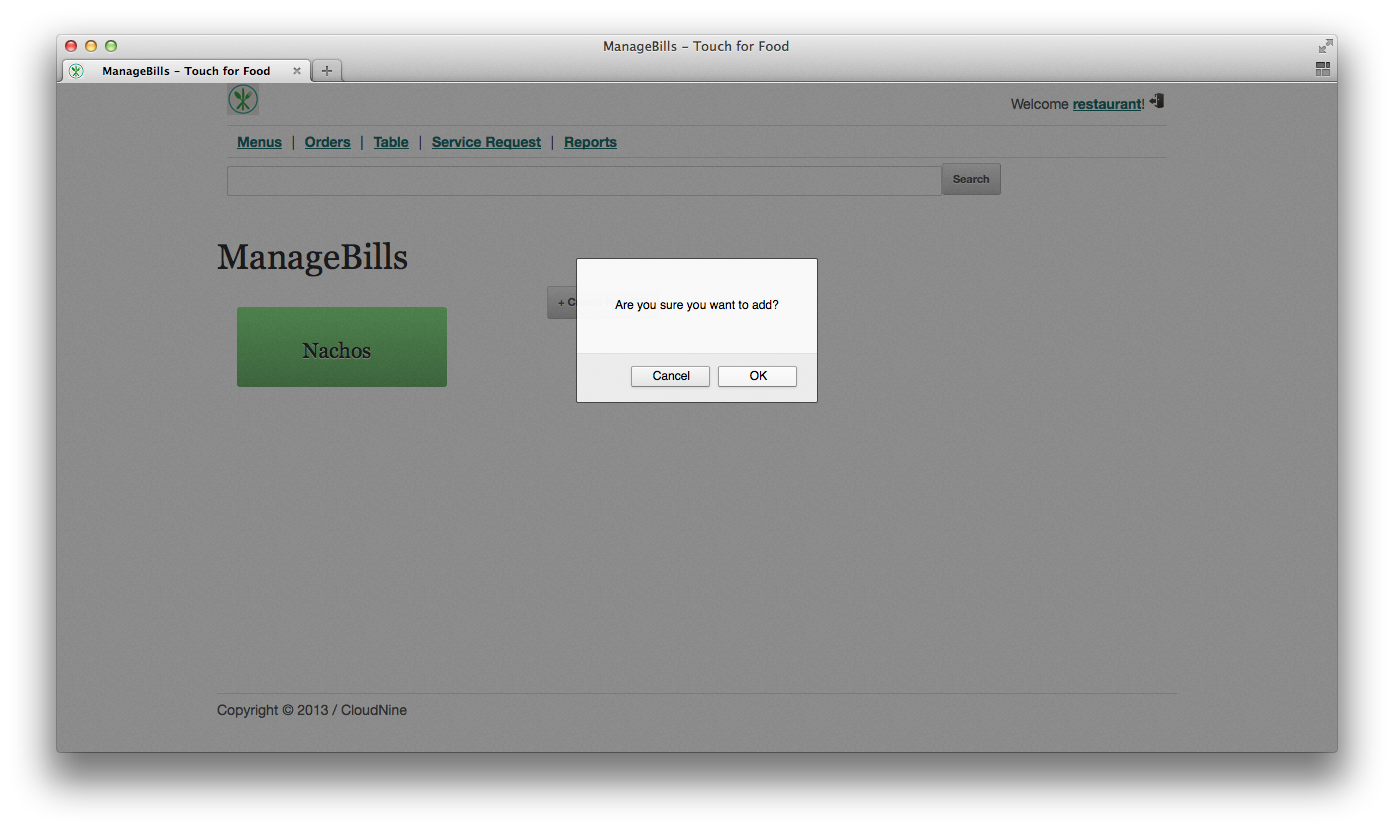 ManageBills – Touch for Food
ManageBills – Touch for Food
Welcome restaurant!
Menus | Orders | Table | Service Request | Reports
Search
ManageBills
+ C
Are you sure you want to add?
Nachos
Cancel OK
Copyright © 2013 / CloudNine